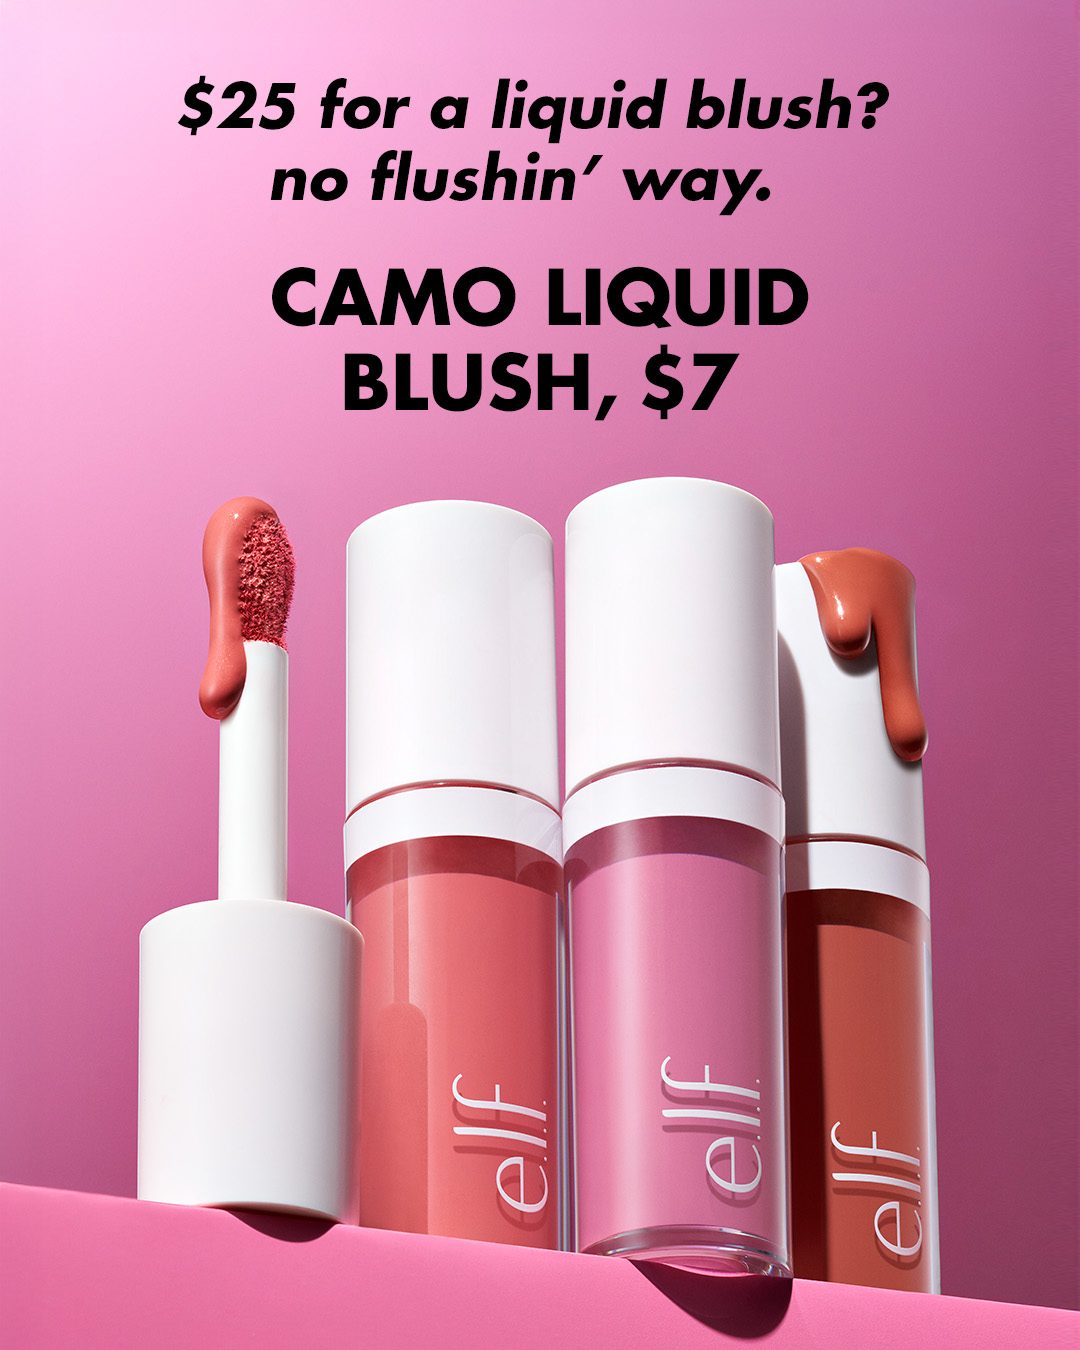 $25 for a liquid blush?
no flushin’ way.
CAMO LIQUID
BLUSH, $7
e.l.f.
e.l.f.
e.l.f.